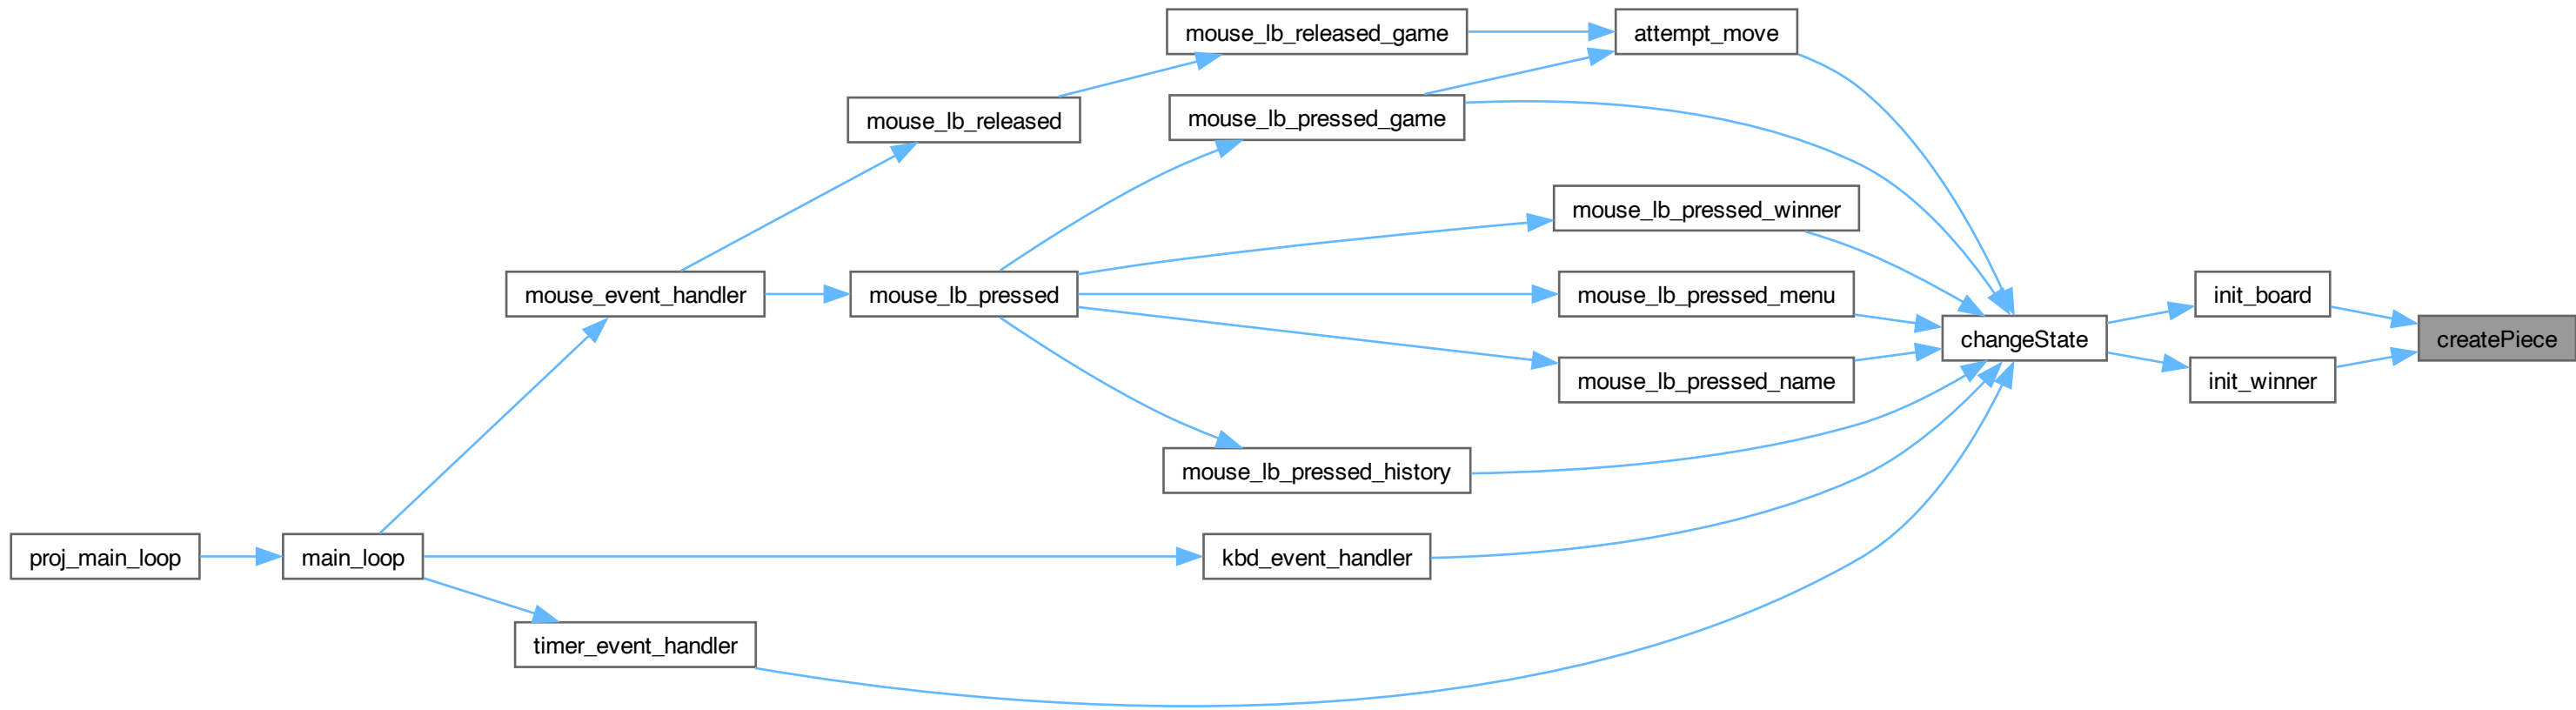 mouse_lb_released_game
attempt_move
mouse_lb_released
mouse_lb_pressed_game
mouse_lb_pressed_winner
mouse_event_handler
mouse_lb_pressed
mouse_lb_pressed_menu
init_board
changeState
createPiece
mouse_lb_pressed_name
init_winner
mouse_lb_pressed_history
proj_main_loop
main_loop
kbd_event_handler
timer_event_handler